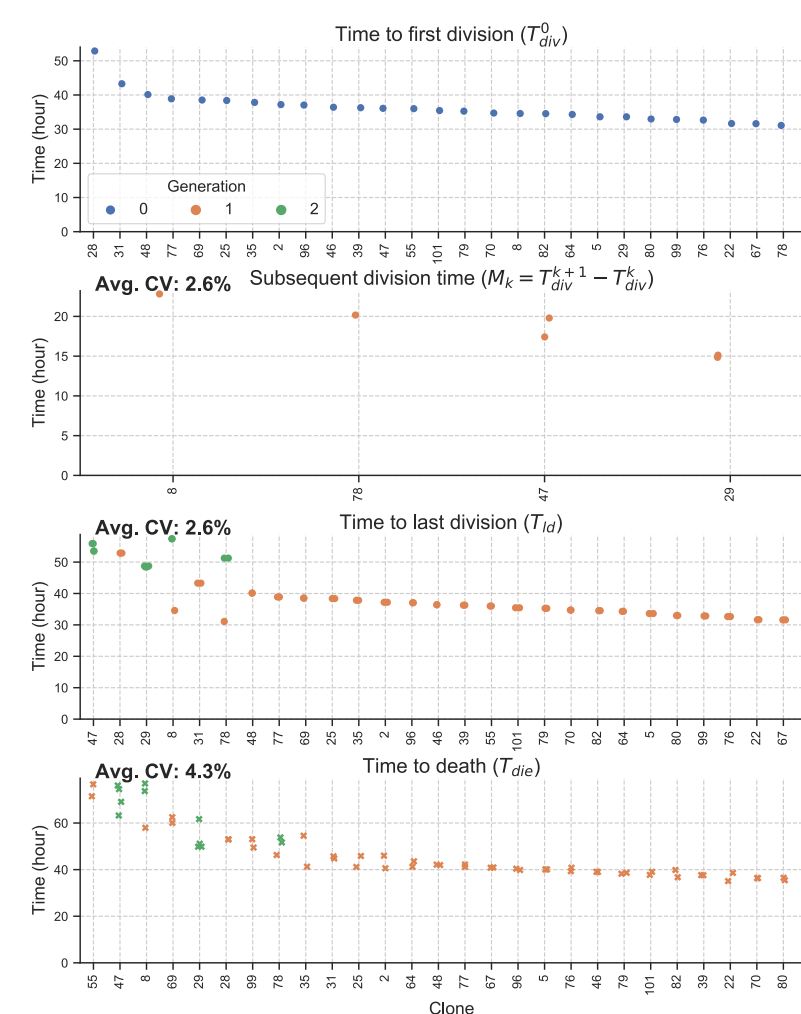 Time to first division (T⁰div)
Time (hour)
50
40
30
20
10
0
Generation
0 1 2
28 31 48 77 69 25 35 2 96 46 39 47 55 101 79 70 8 82 64 5 29 80 99 76 22 67 78
Avg. CV: 2.6% Subsequent division time (Mk = Tᵏ⁺¹div − Tᵏdiv)
Time (hour)
20
15
10
5
0
8 78 47 29
Avg. CV: 2.6% Time to last division (Tld)
Time (hour)
50
40
30
20
10
0
47 28 29 8 31 78 48 77 69 25 35 2 96 46 39 55 101 79 70 82 64 5 80 99 76 22 67
Avg. CV: 4.3% Time to death (Tdie)
Time (hour)
60
40
20
0
55 47 8 69 29 28 99 78 35 31 25 2 64 48 77 67 96 5 76 46 79 101 82 39 22 70 80
Clone